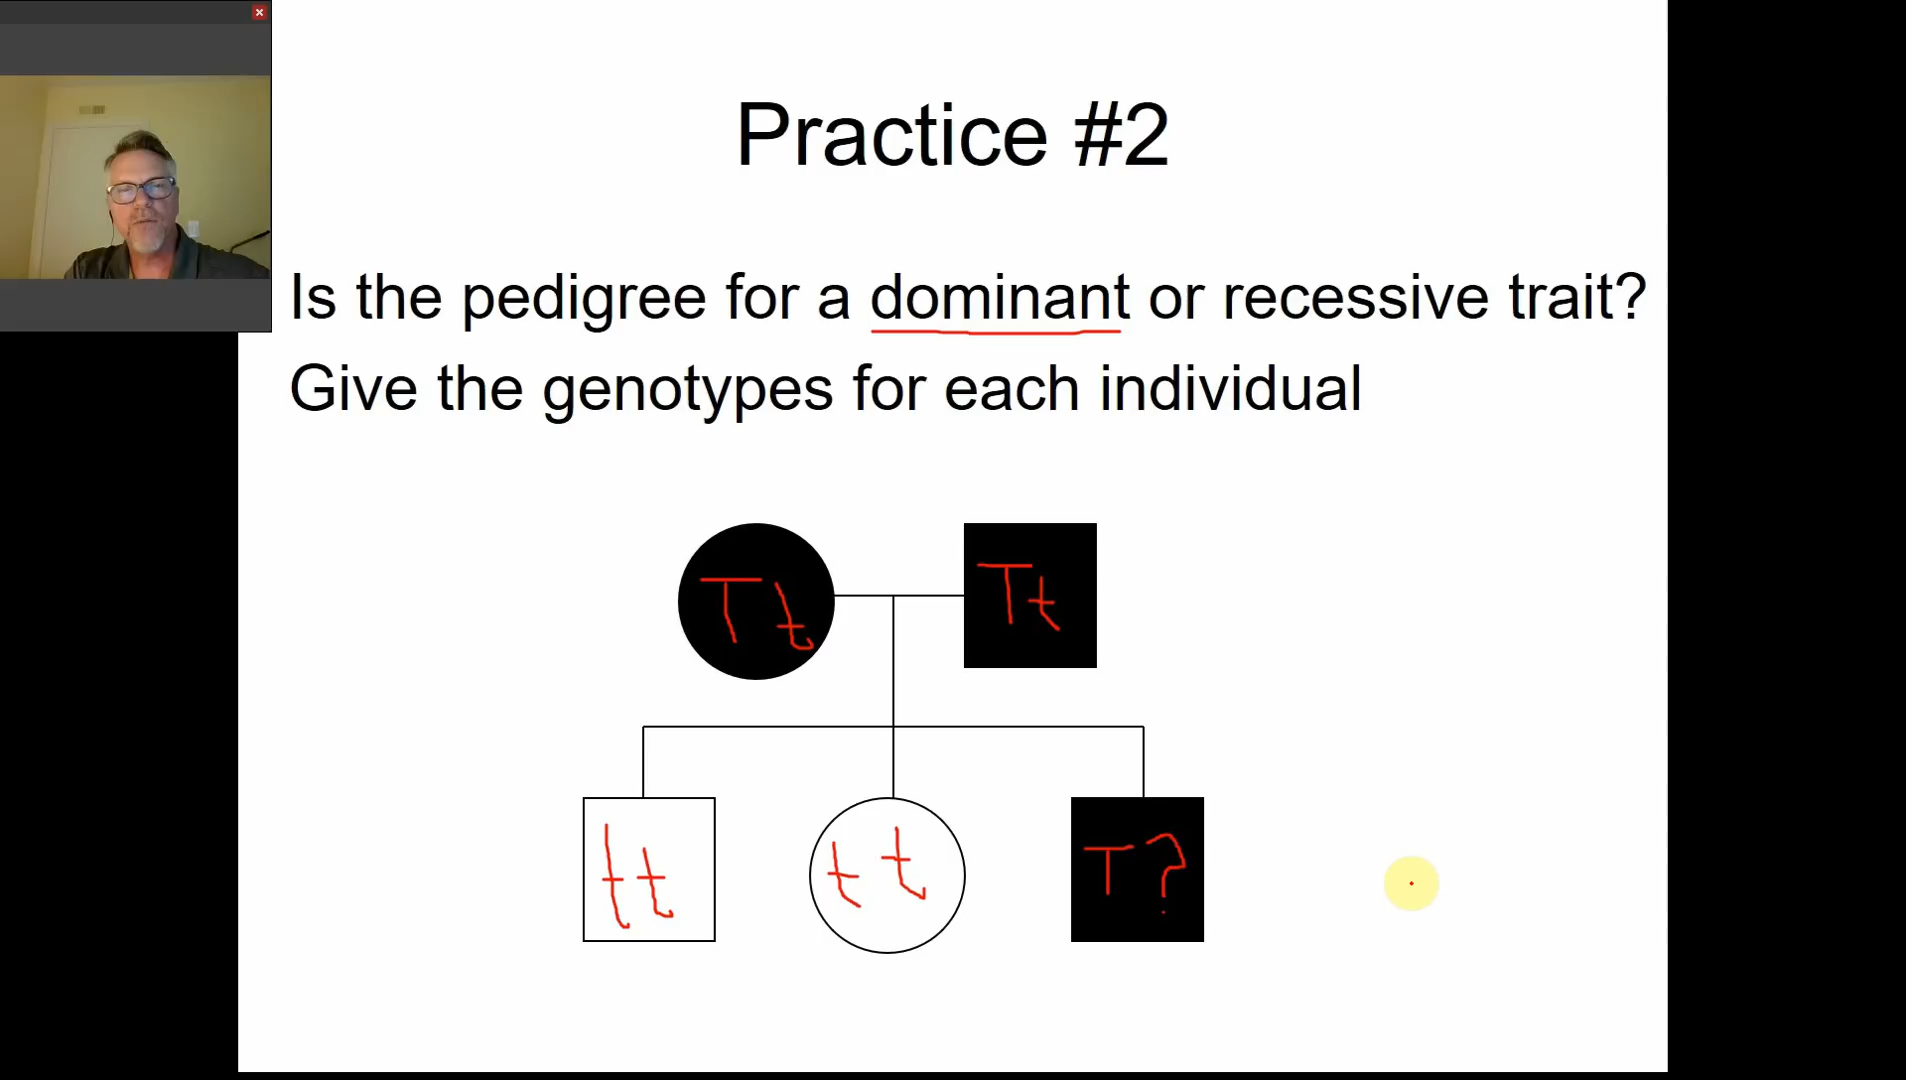 Practice #2
Is the pedigree for a dominant or recessive trait?
Give the genotypes for each individual
Tt
Tt
tt
tt
T?